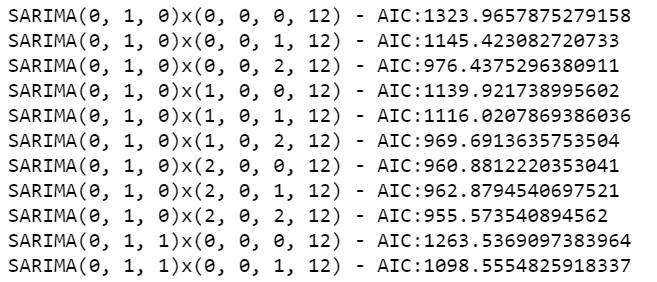 SARIMA(0, 1, 0)x(0, 0, 0, 12) - AIC:1323.9657875279158
SARIMA(0, 1, 0)x(0, 0, 1, 12) - AIC:1145.423082720733
SARIMA(0, 1, 0)x(0, 0, 2, 12) - AIC:976.4375296380911
SARIMA(0, 1, 0)x(1, 0, 0, 12) - AIC:1139.921738995602
SARIMA(0, 1, 0)x(1, 0, 1, 12) - AIC:1116.0207869386036
SARIMA(0, 1, 0)x(1, 0, 2, 12) - AIC:969.6913635753504
SARIMA(0, 1, 0)x(2, 0, 0, 12) - AIC:960.8812220353041
SARIMA(0, 1, 0)x(2, 0, 1, 12) - AIC:962.8794540697521
SARIMA(0, 1, 0)x(2, 0, 2, 12) - AIC:955.573540894562
SARIMA(0, 1, 1)x(0, 0, 0, 12) - AIC:1263.5369097383964
SARIMA(0, 1, 1)x(0, 0, 1, 12) - AIC:1098.5554825918337